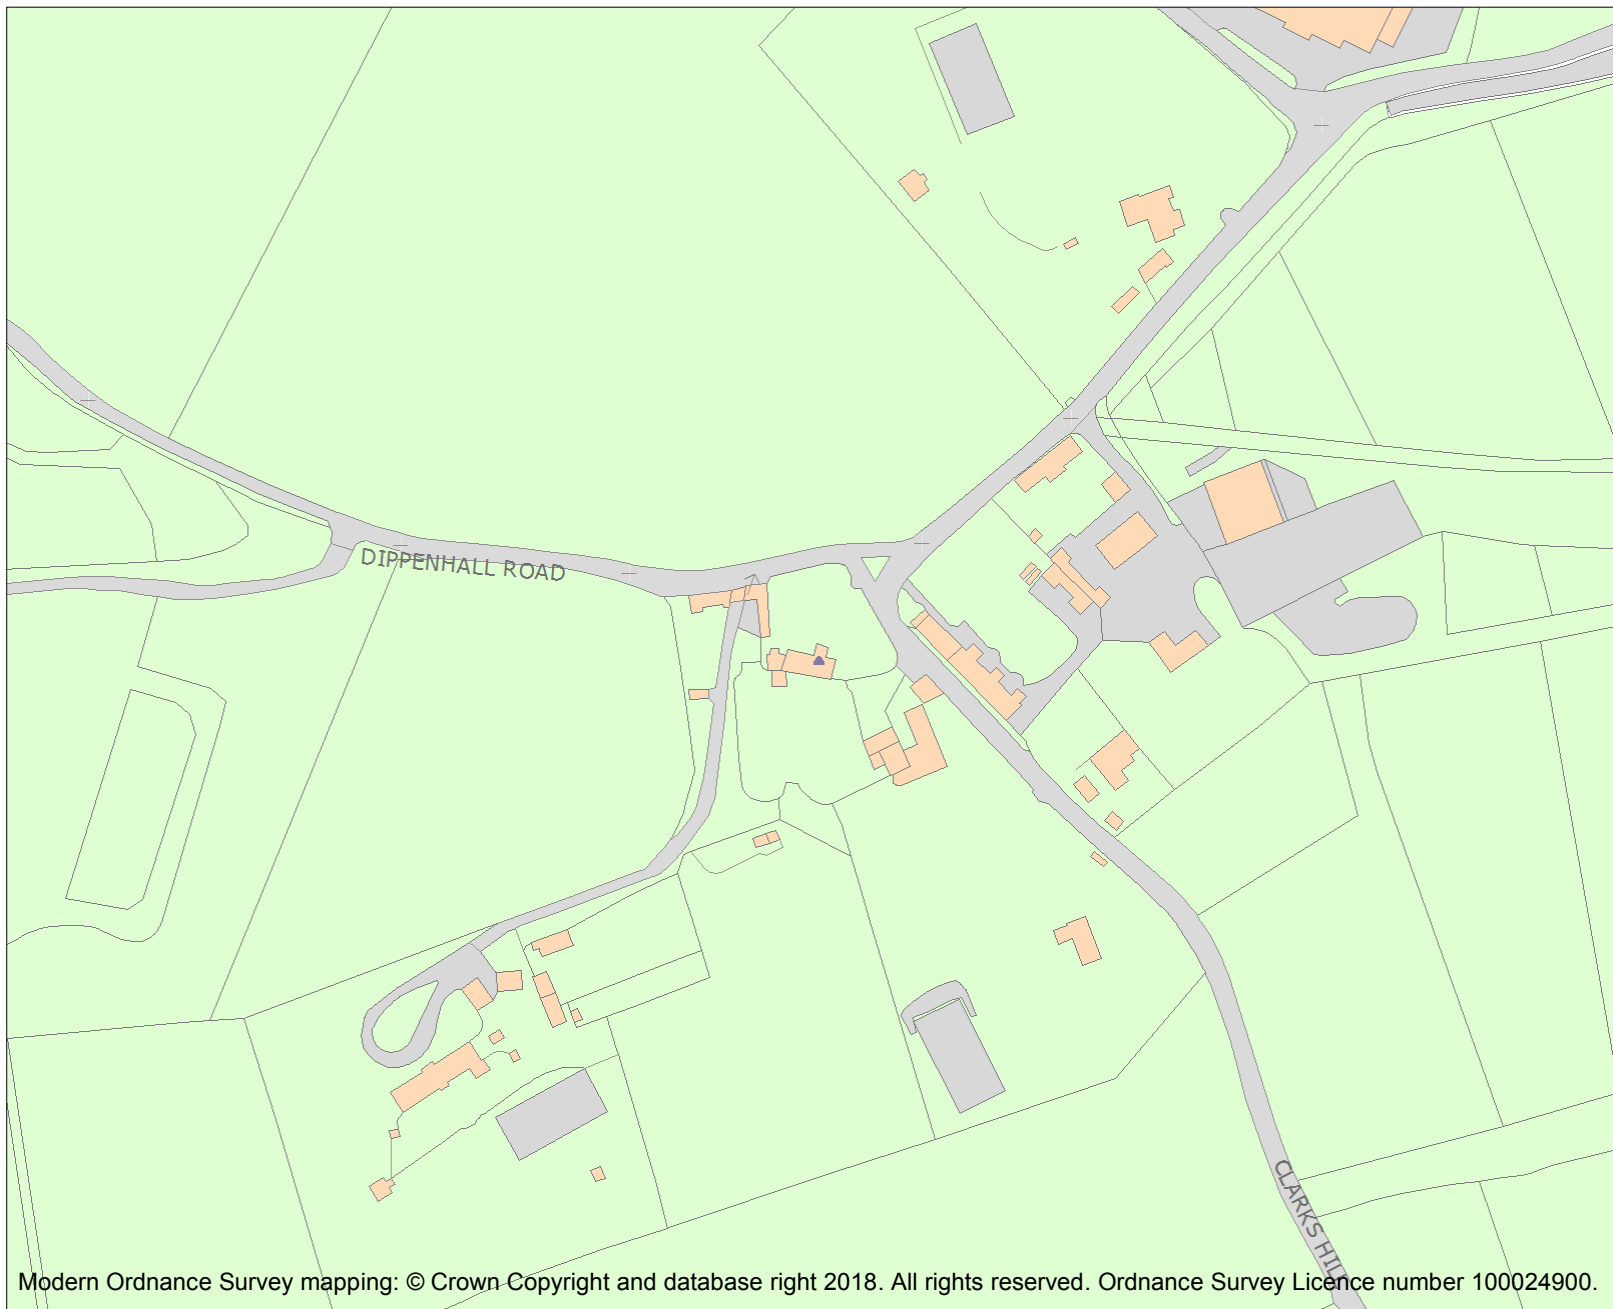 DIPPENHALL ROAD
CLARKS HILL
Modern Ordnance Survey mapping: © Crown Copyright and database right 2018. All rights reserved. Ordnance Survey Licence number 100024900.